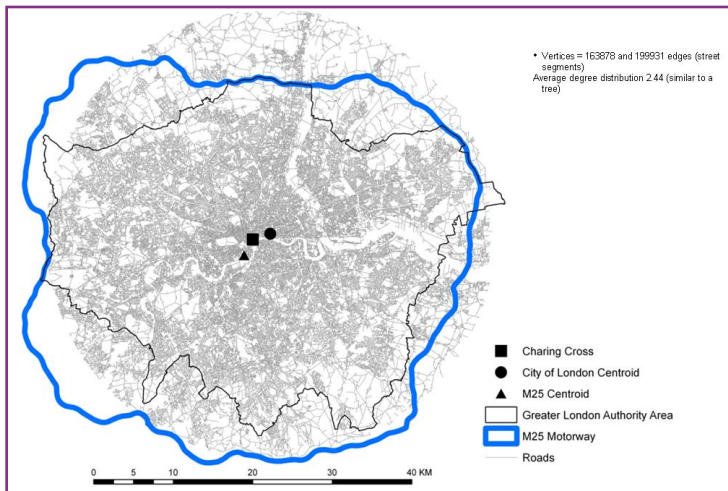 • Vertices = 163878 and 199931 edges (street
segments)
Average degree distribution 2.44 (similar to a
tree)
Charing Cross
City of London Centroid
M25 Centroid
Greater London Authority Area
M25 Motorway
Roads
0 5 10 20 30 40 KM